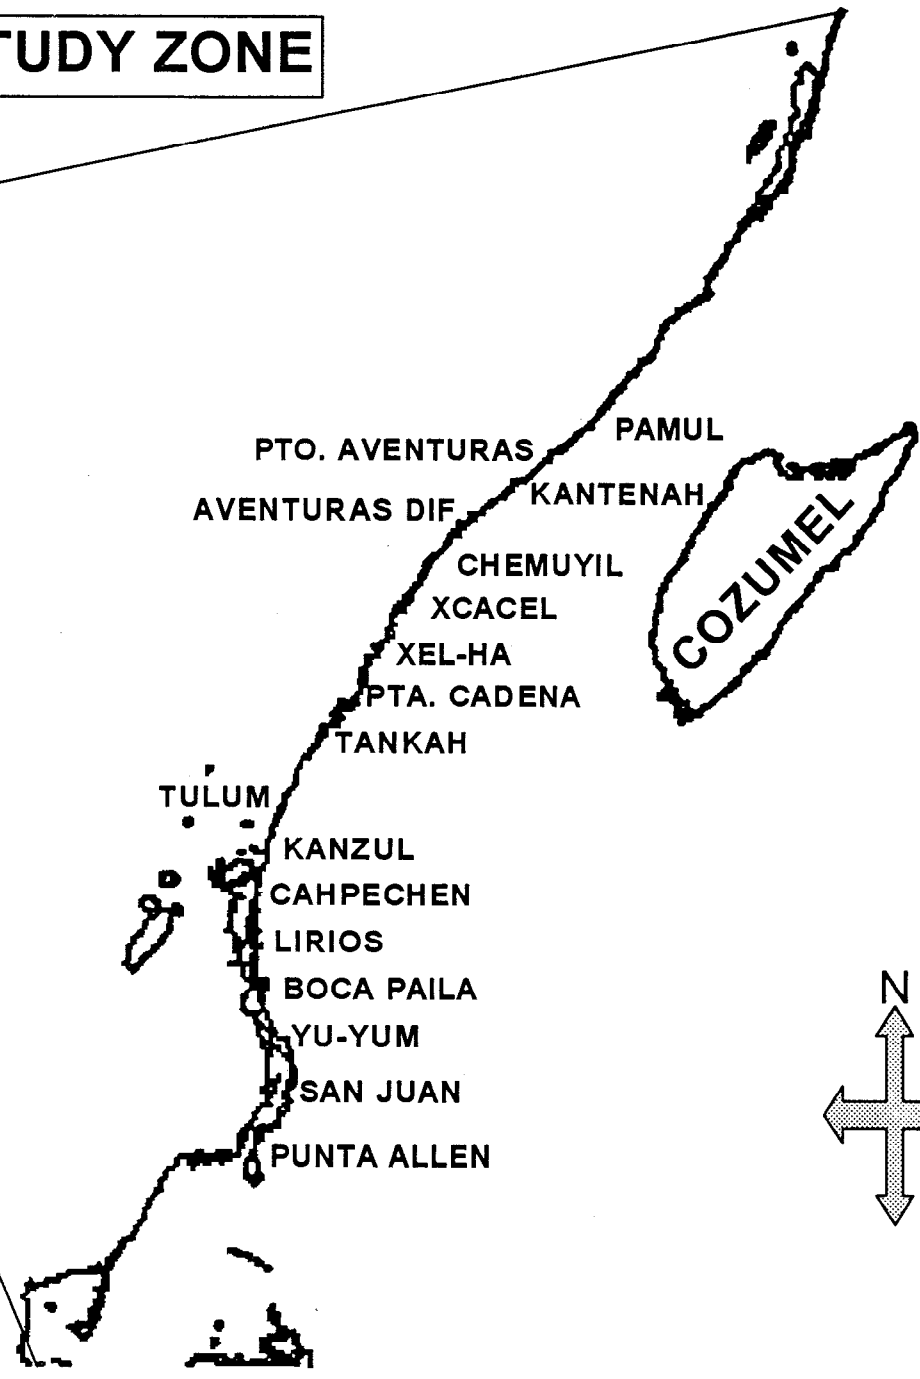 TUDY ZONE
PAMUL
PTO. AVENTURAS
KANTENAH
AVENTURAS DIF
COZUMEL
CHEMUYIL
XCACEL
XEL-HA
PTA. CADENA
TANKAH
TULUM
KANZUL
CAHPECHEN
LIRIOS
BOCA PAILA
N
YU-YUM
SAN JUAN
PUNTA ALLEN